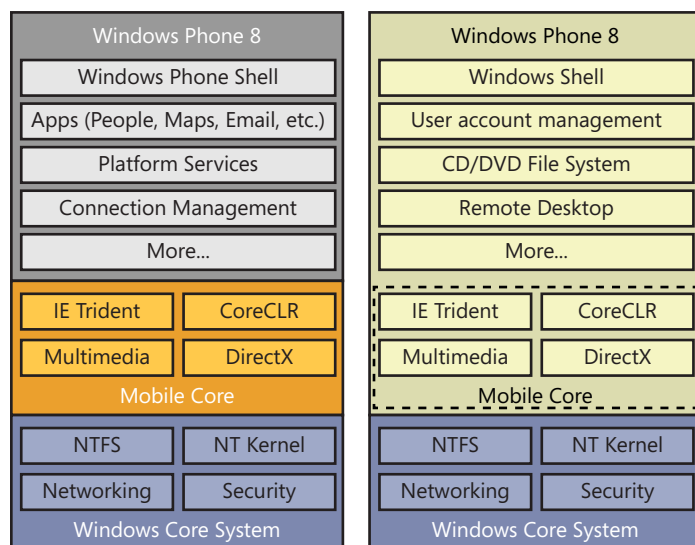 Windows Phone 8
Windows Phone Shell
Apps (People, Maps, Email, etc.)
Platform Services
Connection Management
More...
IE Trident
CoreCLR
Multimedia
DirectX
Mobile Core
NTFS
NT Kernel
Networking
Security
Windows Core System
Windows Phone 8
Windows Shell
User account management
CD/DVD File System
Remote Desktop
More...
IE Trident
CoreCLR
Multimedia
DirectX
Mobile Core
NTFS
NT Kernel
Networking
Security
Windows Core System